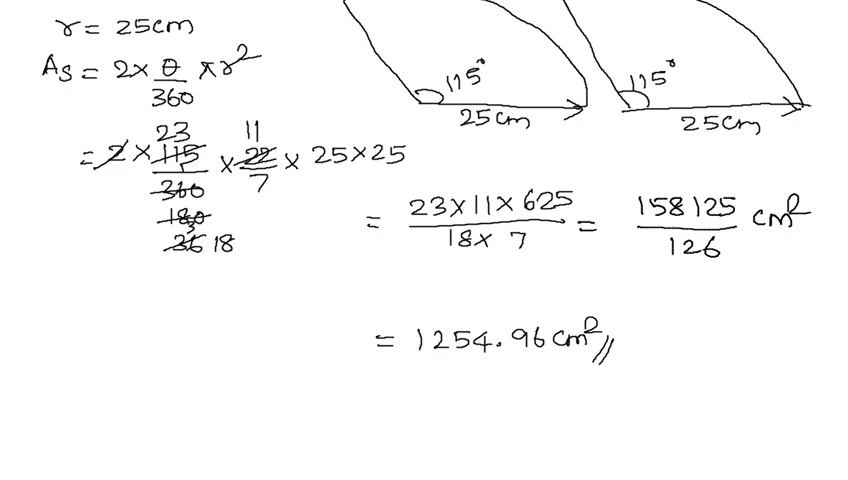 r = 25cm
As = 2 × θ/360 πr²
115°
25cm
115°
25cm
23 11
= 2 × 115/360 × 22/7 × 25 × 25
180
36 18
= 23 × 11 × 625 / 18 × 7 = 158125/126 cm²
= 1254.96 cm²//